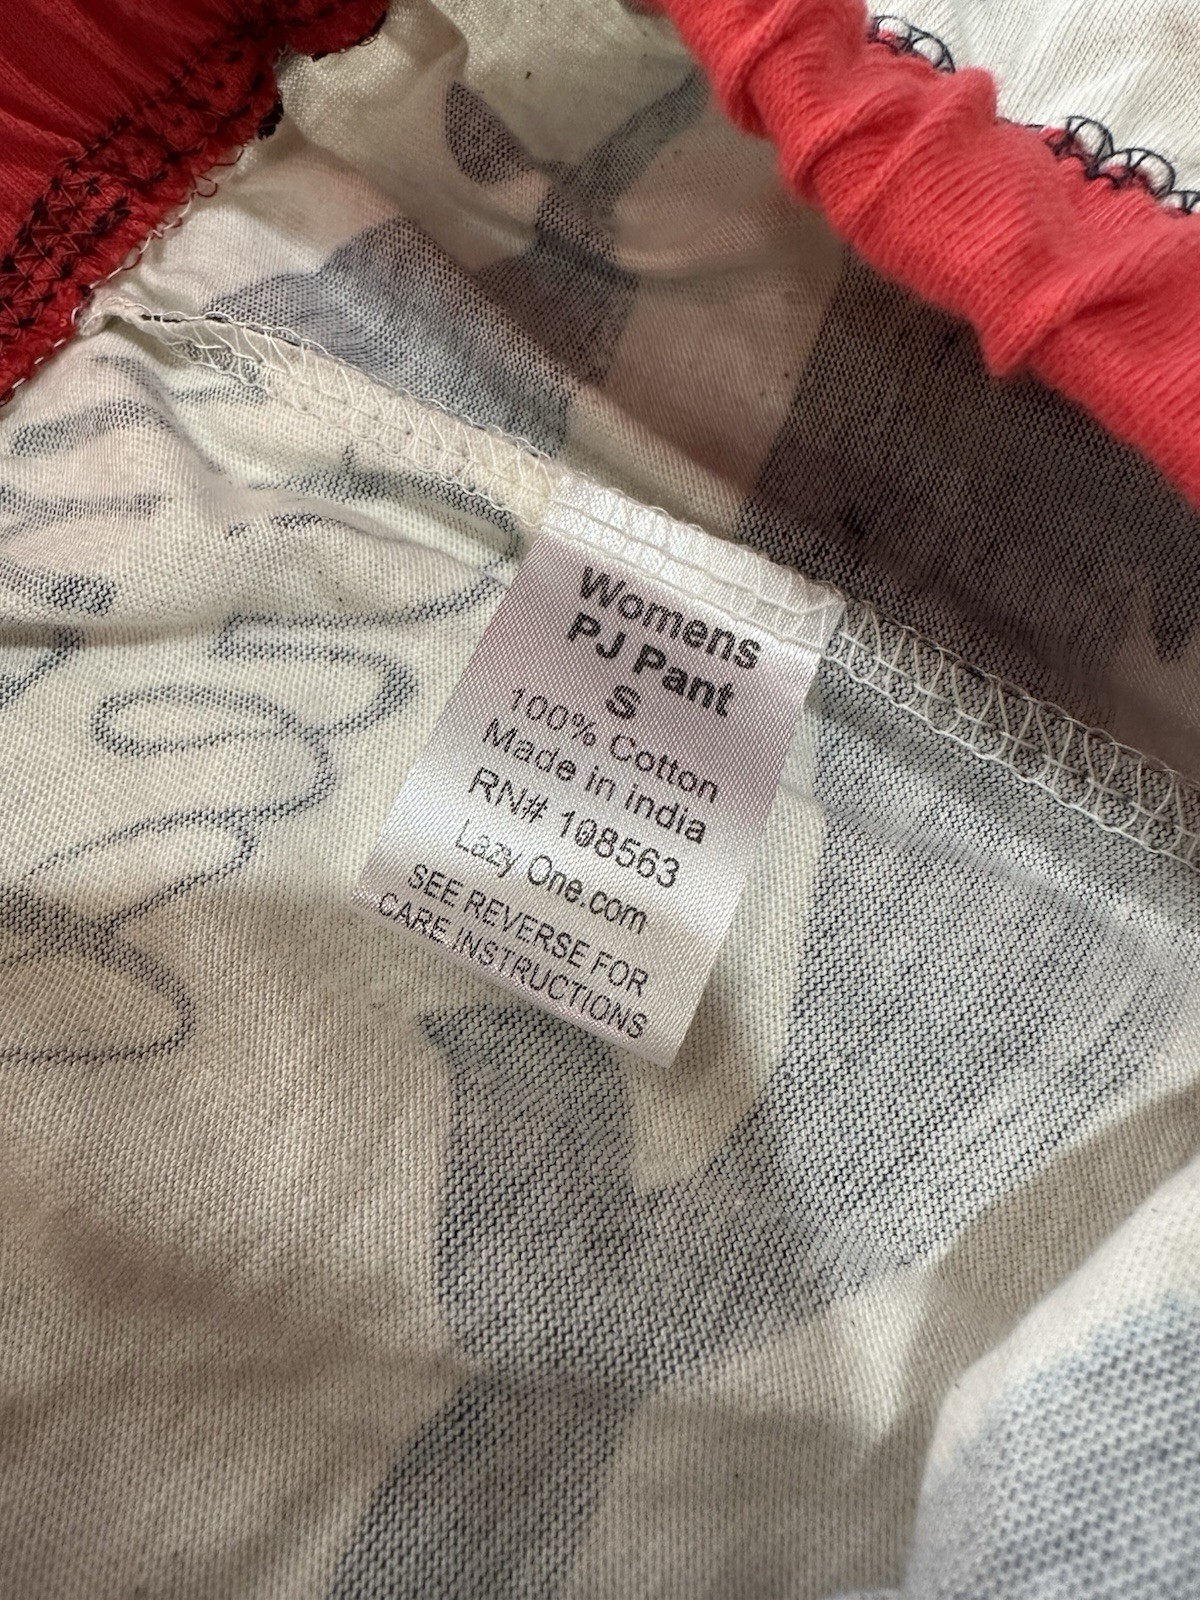 Womens
PJ Pant
S
100% Cotton
Made in india
RN# 108563
Lazy One.com
SEE REVERSE FOR
CARE INSTRUCTIONS